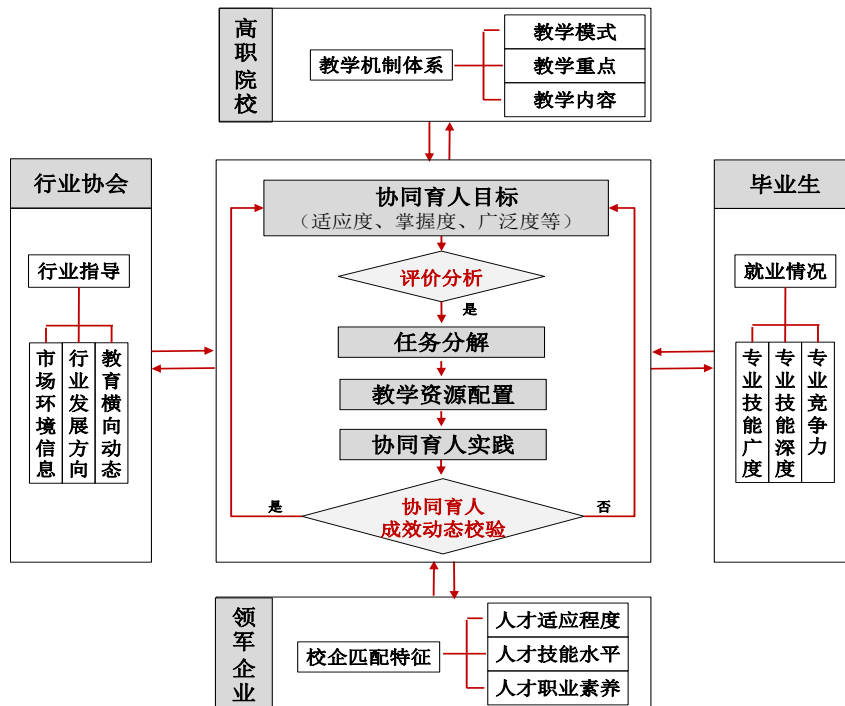 高职院校
教学机制体系
教学模式
教学重点
教学内容
行业协会
行业指导
市场环境信息
行业发展方向
教育横向动态
协同育人目标
（适应度、掌握度、广泛度等）
评价分析
是
任务分解
教学资源配置
协同育人实践
是
协同育人
成效动态校验
否
毕业生
就业情况
专业技能广度
专业技能深度
专业竞争力
领军企业
校企匹配特征
人才适应程度
人才技能水平
人才职业素养